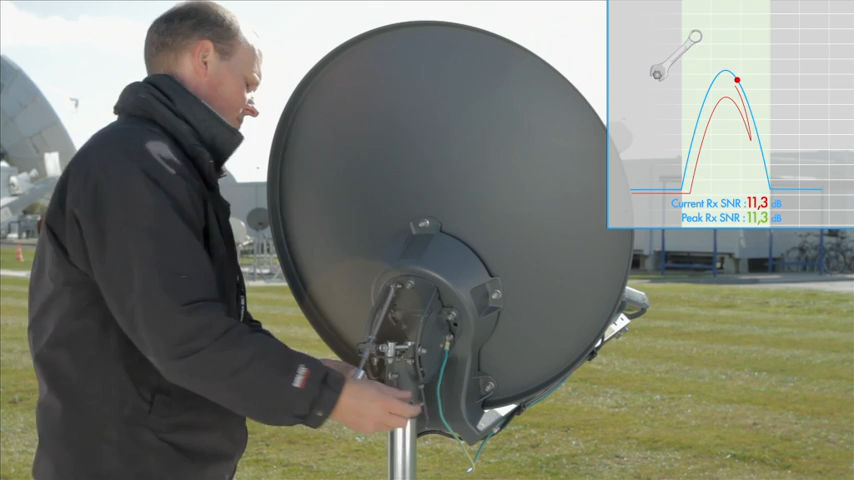 Current Rx SNR : 11,3 dB
Peak Rx SNR : 11,3 dB